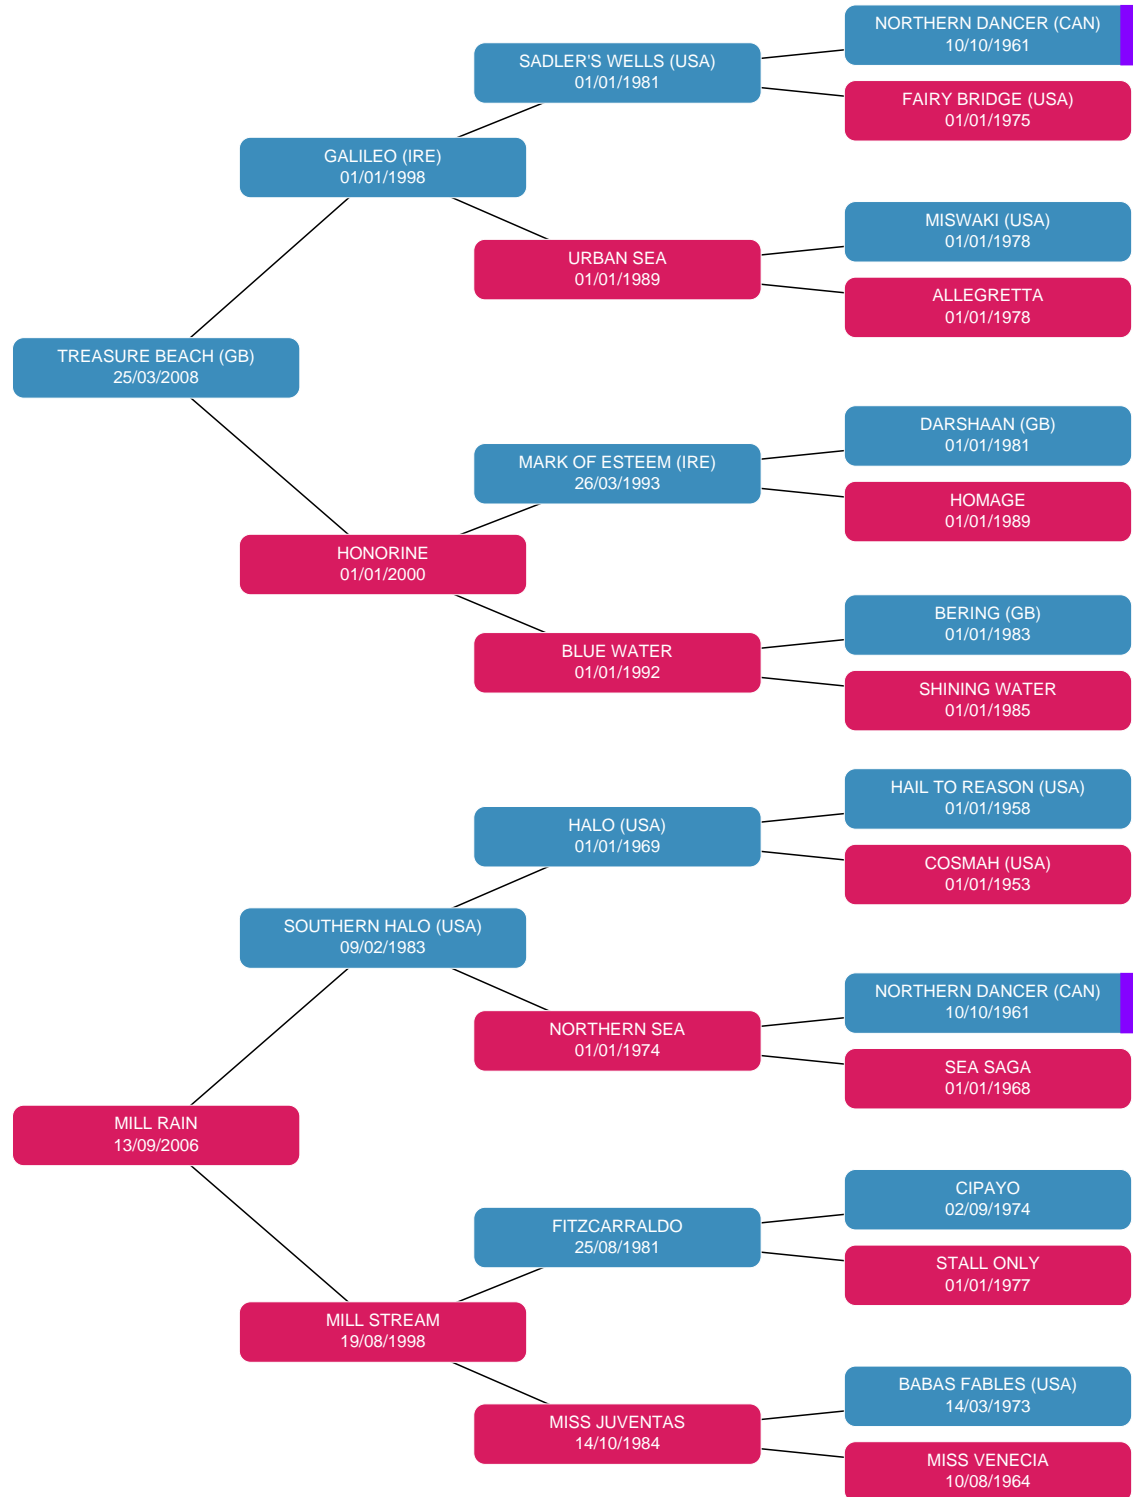 NORTHERN DANCER (CAN)
10/10/1961
SADLER'S WELLS (USA)
01/01/1981
FAIRY BRIDGE (USA)
01/01/1975
GALILEO (IRE)
01/01/1998
MISWAKI (USA)
01/01/1978
URBAN SEA
01/01/1989
ALLEGRETTA
01/01/1978
TREASURE BEACH (GB)
25/03/2008
DARSHAAN (GB)
01/01/1981
MARK OF ESTEEM (IRE)
26/03/1993
HOMAGE
01/01/1989
HONORINE
01/01/2000
BERING (GB)
01/01/1983
BLUE WATER
01/01/1992
SHINING WATER
01/01/1985
HAIL TO REASON (USA)
01/01/1958
HALO (USA)
01/01/1969
COSMAH (USA)
01/01/1953
SOUTHERN HALO (USA)
09/02/1983
NORTHERN DANCER (CAN)
10/10/1961
NORTHERN SEA
01/01/1974
SEA SAGA
01/01/1968
MILL RAIN
13/09/2006
CIPAYO
02/09/1974
FITZCARRALDO
25/08/1981
STALL ONLY
01/01/1977
MILL STREAM
19/08/1998
BABAS FABLES (USA)
14/03/1973
MISS JUVENTAS
14/10/1984
MISS VENECIA
10/08/1964